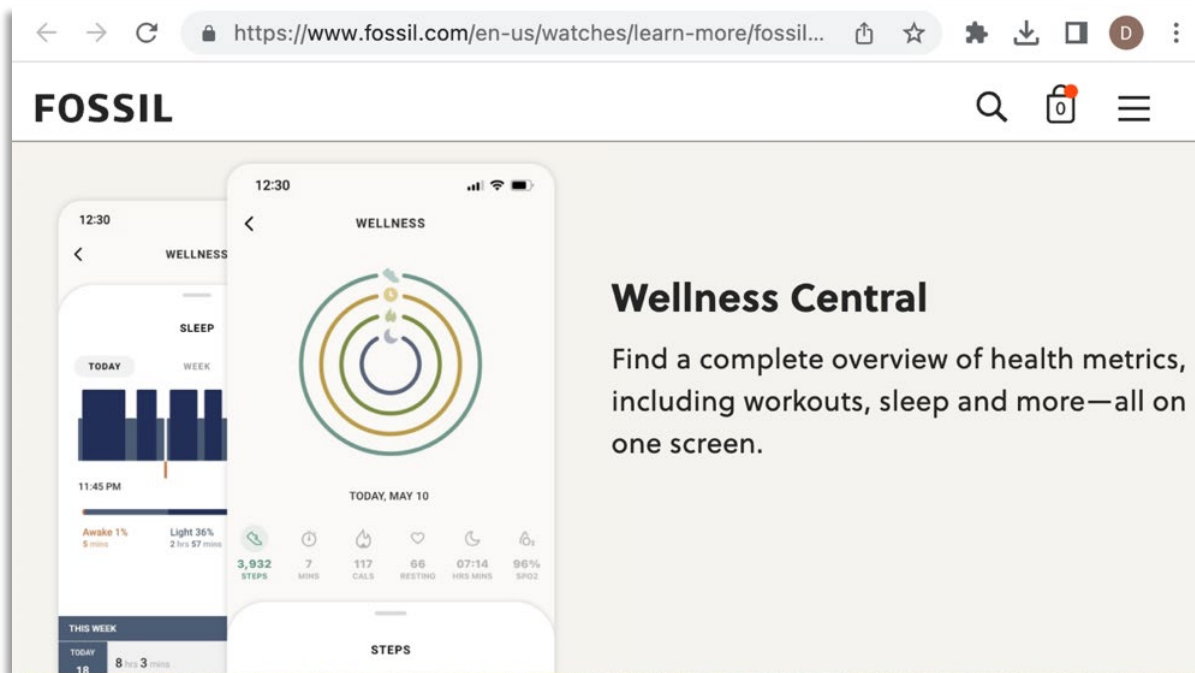 https://www.fossil.com/en-us/watches/learn-more/fossil...
D
FOSSIL
0
12:30
WELLNESS
SLEEP
TODAY WEEK
11:45 PM
Awake 1% Light 36%
5 mins 2 hrs 57 mins
THIS WEEK
TODAY
18
8 hrs 3 mins
12:30
WELLNESS
TODAY, MAY 10
3,932 7 117 66 07:14 96%
STEPS MINS CALS RESTING HRS MINS SPO2
STEPS
Wellness Central
Find a complete overview of health metrics,
including workouts, sleep and more—all on
one screen.